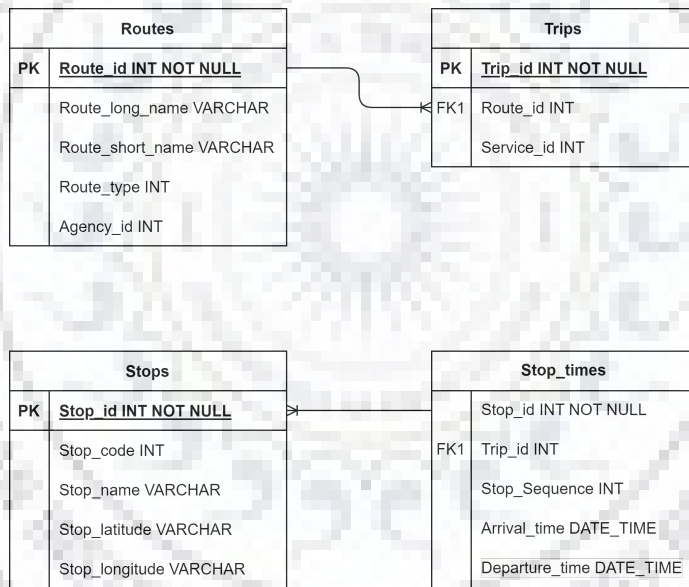 Routes
PK Route_id INT NOT NULL
Route_long_name VARCHAR
Route_short_name VARCHAR
Route_type INT
Agency_id INT
Trips
PK Trip_id INT NOT NULL
FK1 Route_id INT
Service_id INT
Stops
PK Stop_id INT NOT NULL
Stop_code INT
Stop_name VARCHAR
Stop_latitude VARCHAR
Stop_longitude VARCHAR
Stop_times
Stop_id INT NOT NULL
FK1 Trip_id INT
Stop_Sequence INT
Arrival_time DATE_TIME
Departure_time DATE_TIME